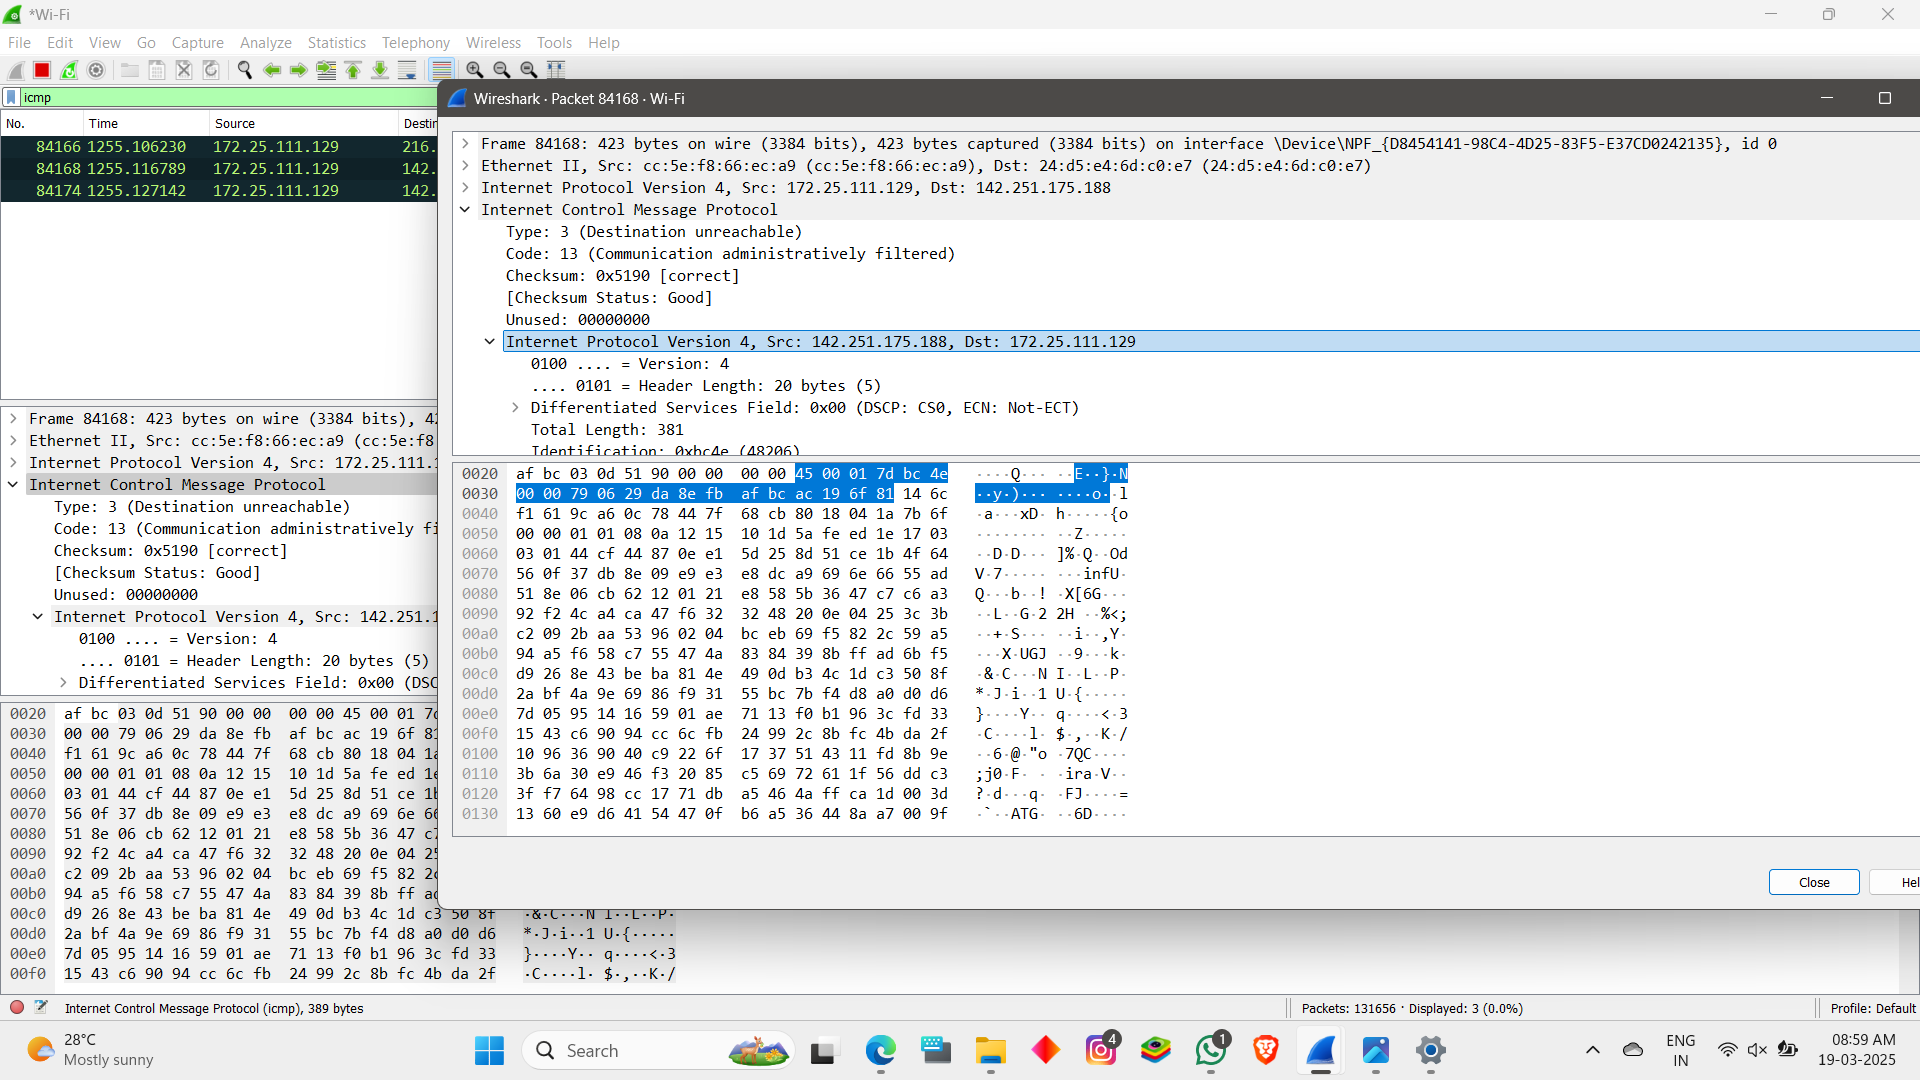 *Wi-Fi
File Edit View Go Capture Analyze Statistics Telephony Wireless Tools Help
icmp
No. Time Source Destin
84166 1255.106230 172.25.111.129 216.
84168 1255.116789 172.25.111.129 142.
84174 1255.127142 172.25.111.129 142.
Frame 84168: 423 bytes on wire (3384 bits), 42
Ethernet II, Src: cc:5e:f8:66:ec:a9 (cc:5e:f8
Internet Protocol Version 4, Src: 172.25.111.
Internet Control Message Protocol
Type: 3 (Destination unreachable)
Code: 13 (Communication administratively fi
Checksum: 0x5190 [correct]
[Checksum Status: Good]
Unused: 00000000
Internet Protocol Version 4, Src: 142.251.1
0100 .... = Version: 4
.... 0101 = Header Length: 20 bytes (5)
Differentiated Services Field: 0x00 (DSC
0020 af bc 03 0d 51 90 00 00 00 00 45 00 01 7d
0030 00 00 79 06 29 da 8e fb af bc ac 19 6f 81
0040 f1 61 9c a6 0c 78 44 7f 68 cb 80 18 04 1a
0050 00 00 01 01 08 0a 12 15 10 1d 5a fe ed 1e
0060 03 01 44 cf 44 87 0e e1 5d 25 8d 51 ce 1b
0070 56 0f 37 db 8e 09 e9 e3 e8 dc a9 69 6e 66
0080 51 8e 06 cb 62 12 01 21 e8 58 5b 36 47 c7
0090 92 f2 4c a4 ca 47 f6 32 32 48 20 0e 04 25
00a0 c2 09 2b aa 53 96 02 04 bc eb 69 f5 82 2c
00b0 94 a5 f6 58 c7 55 47 4a 83 84 39 8b ff ad
00c0 d9 26 8e 43 be ba 81 4e 49 0d b3 4c 1d c3 50 8f ·&·C···N I··L··P·
00d0 2a bf 4a 9e 69 86 f9 31 55 bc 7b f4 d8 a0 d0 d6 *·J·i··1 U·{·····
00e0 7d 05 95 14 16 59 01 ae 71 13 f0 b1 96 3c fd 33 }····Y·· q····<·3
00f0 15 43 c6 90 94 cc 6c fb 24 99 2c 8b fc 4b da 2f ·C····l· $·,··K·/
Wireshark · Packet 84168 · Wi-Fi
Frame 84168: 423 bytes on wire (3384 bits), 423 bytes captured (3384 bits) on interface \Device\NPF_{D8454141-98C4-4D25-83F5-E37CD0242135}, id 0
Ethernet II, Src: cc:5e:f8:66:ec:a9 (cc:5e:f8:66:ec:a9), Dst: 24:d5:e4:6d:c0:e7 (24:d5:e4:6d:c0:e7)
Internet Protocol Version 4, Src: 172.25.111.129, Dst: 142.251.175.188
Internet Control Message Protocol
Type: 3 (Destination unreachable)
Code: 13 (Communication administratively filtered)
Checksum: 0x5190 [correct]
[Checksum Status: Good]
Unused: 00000000
Internet Protocol Version 4, Src: 142.251.175.188, Dst: 172.25.111.129
0100 .... = Version: 4
.... 0101 = Header Length: 20 bytes (5)
Differentiated Services Field: 0x00 (DSCP: CS0, ECN: Not-ECT)
Total Length: 381
Identification: 0xbc4e (48206)
0020 af bc 03 0d 51 90 00 00 00 00 45 00 01 7d bc 4e ····Q··· ··E··}·N
0030 00 00 79 06 29 da 8e fb af bc ac 19 6f 81 14 6c ··y·)··· ····o··l
0040 f1 61 9c a6 0c 78 44 7f 68 cb 80 18 04 1a 7b 6f ·a···xD· h·····{o
0050 00 00 01 01 08 0a 12 15 10 1d 5a fe ed 1e 17 03 ········ ··Z·····
0060 03 01 44 cf 44 87 0e e1 5d 25 8d 51 ce 1b 4f 64 ··D·D··· ]%·Q··Od
0070 56 0f 37 db 8e 09 e9 e3 e8 dc a9 69 6e 66 55 ad V·7····· ···infU·
0080 51 8e 06 cb 62 12 01 21 e8 58 5b 36 47 c7 c6 a3 Q···b··! ·X[6G···
0090 92 f2 4c a4 ca 47 f6 32 32 48 20 0e 04 25 3c 3b ··L··G·2 2H ··%<;
00a0 c2 09 2b aa 53 96 02 04 bc eb 69 f5 82 2c 59 a5 ··+·S··· ··i··,Y·
00b0 94 a5 f6 58 c7 55 47 4a 83 84 39 8b ff ad 6b f5 ···X·UGJ ··9···k·
00c0 d9 26 8e 43 be ba 81 4e 49 0d b3 4c 1d c3 50 8f ·&·C···N I··L··P·
00d0 2a bf 4a 9e 69 86 f9 31 55 bc 7b f4 d8 a0 d0 d6 *·J·i··1 U·{·····
00e0 7d 05 95 14 16 59 01 ae 71 13 f0 b1 96 3c fd 33 }····Y·· q····<·3
00f0 15 43 c6 90 94 cc 6c fb 24 99 2c 8b fc 4b da 2f ·C····l· $·,··K·/
0100 10 96 36 90 40 c9 22 6f 17 37 51 43 11 fd 8b 9e ··6·@·"o ·7QC····
0110 3b 6a 30 e9 46 f3 20 85 c5 69 72 61 1f 56 dd c3 ;j0·F· · ·ira·V··
0120 3f f7 64 98 cc 17 71 db a5 46 4a ff ca 1d 00 3d ?·d···q· ·FJ····=
0130 13 60 e9 d6 41 54 47 0f b6 a5 36 44 8a a7 00 9f ·`··ATG· ··6D····
Close Hel
Internet Control Message Protocol (icmp), 389 bytes Packets: 131656 · Displayed: 3 (0.0%) Profile: Default
28°C
Mostly sunny
Search
4
1
ENG
IN
08:59 AM
19-03-2025